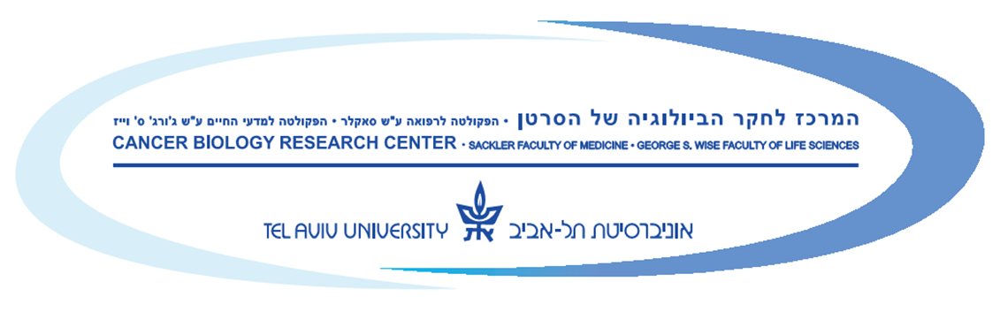 המרכז לחקר הביולוגיה של הסרטן • הפקולטה לרפואה ע"ש סאקלר • הפקולטה למדעי החיים ע"ש ג'ורג' ס' וייז
CANCER BIOLOGY RESEARCH CENTER • SACKLER FACULTY OF MEDICINE • GEORGE S. WISE FACULTY OF LIFE SCIENCES
TEL AVIV UNIVERSITY את אוניברסיטת תל-אביב